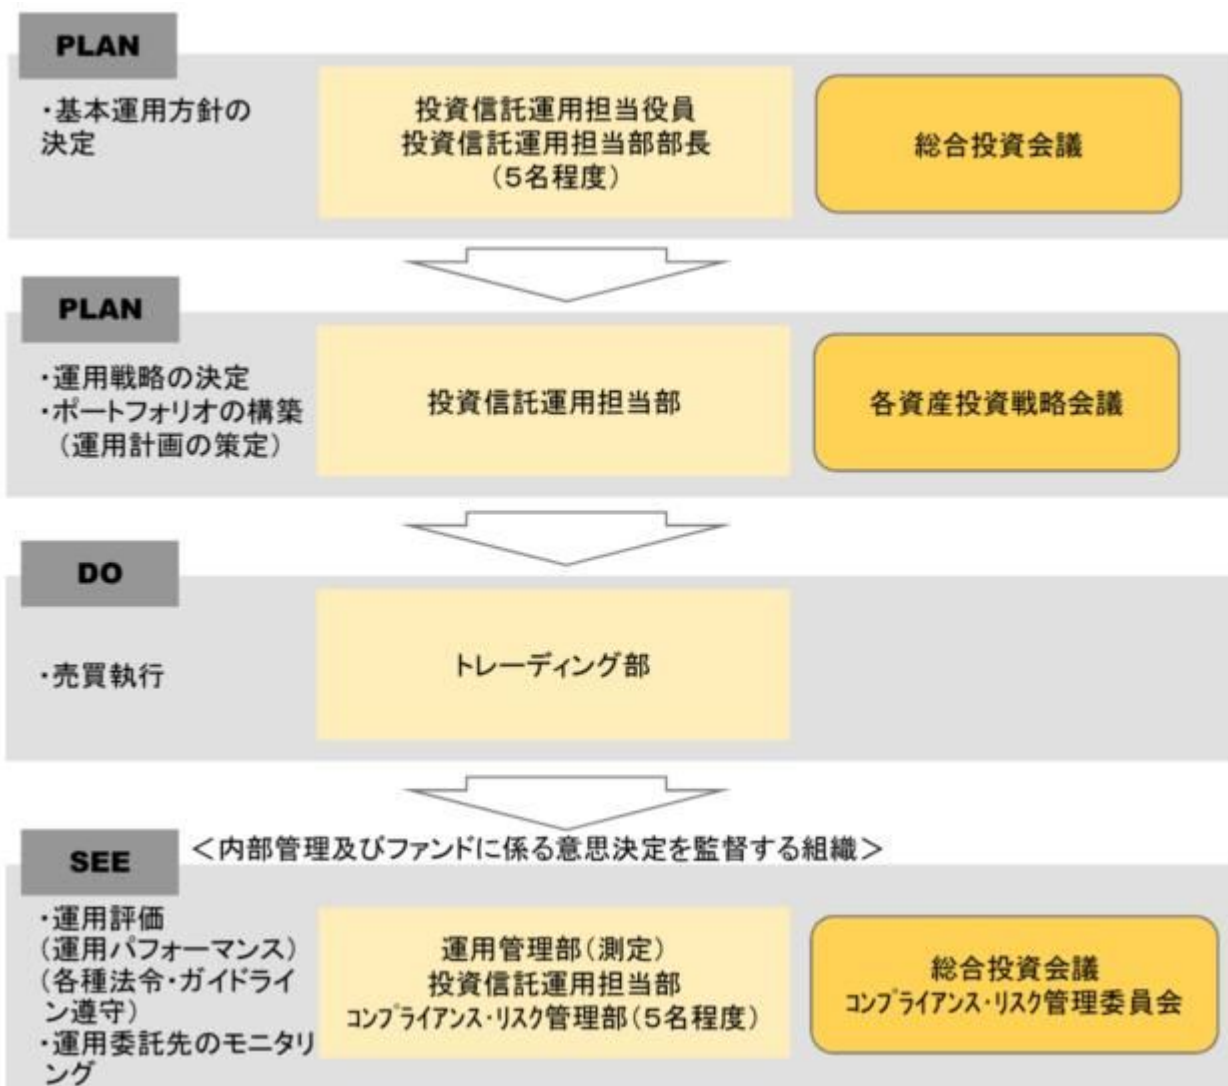 PLAN
・基本運用方針の
決定
投資信託運用担当役員
投資信託運用担当部部長
(5名程度)
総合投資会議
PLAN
・運用戦略の決定
・ポートフォリオの構築
(運用計画の策定)
投資信託運用担当部
各資産投資戦略会議
DO
・売買執行
トレーディング部
SEE
<内部管理及びファンドに係る意思決定を監督する組織>
・運用評価
(運用パフォーマンス)
(各種法令・ガイドライ
ン遵守)
・運用委託先のモニタリ
ング
運用管理部(測定)
投資信託運用担当部
コンプライアンス・リスク管理部(5名程度)
総合投資会議
コンプライアンス・リスク管理委員会